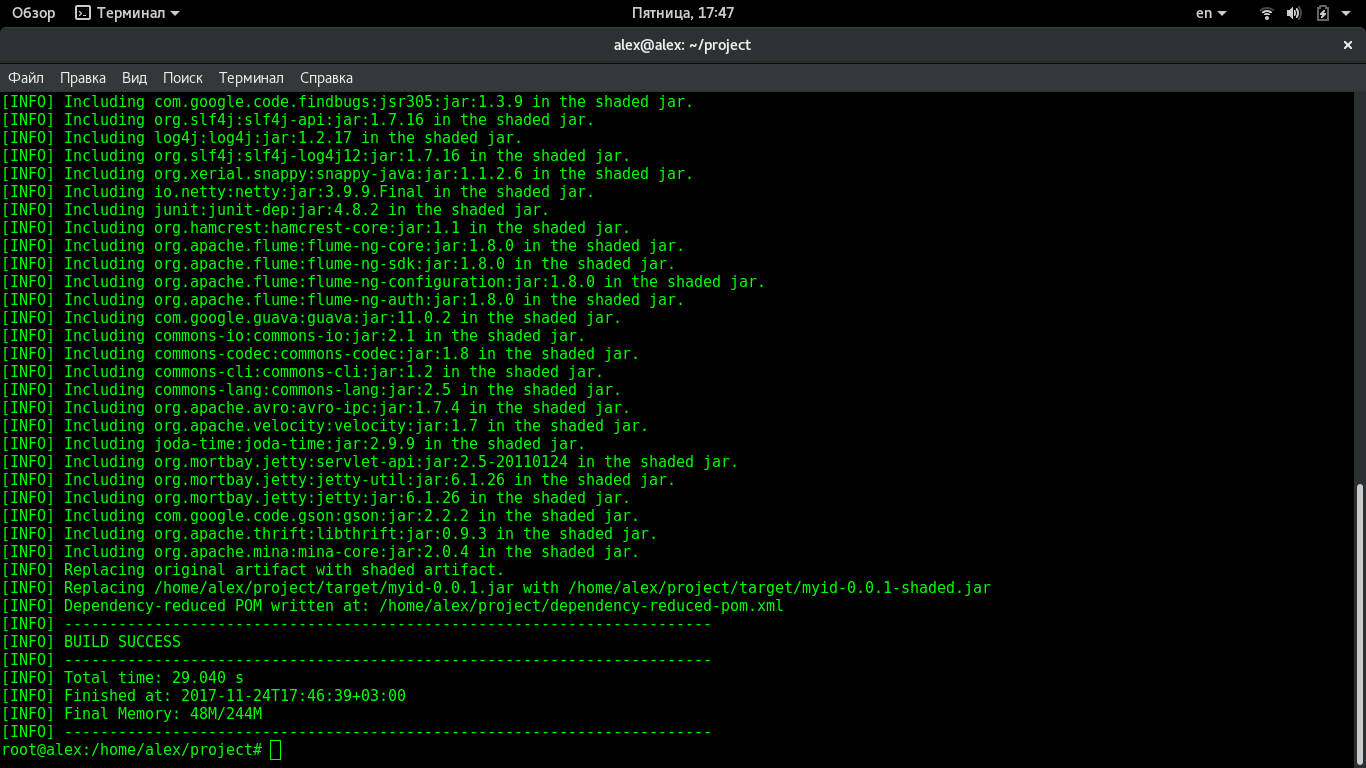 Обзор Терминал Пятница, 17:47 en
alex@alex: ~/project ×
Файл Правка Вид Поиск Терминал Справка
[INFO] Including com.google.code.findbugs:jsr305:jar:1.3.9 in the shaded jar.
[INFO] Including org.slf4j:slf4j-api:jar:1.7.16 in the shaded jar.
[INFO] Including log4j:log4j:jar:1.2.17 in the shaded jar.
[INFO] Including org.slf4j:slf4j-log4j12:jar:1.7.16 in the shaded jar.
[INFO] Including org.xerial.snappy:snappy-java:jar:1.1.2.6 in the shaded jar.
[INFO] Including io.netty:netty:jar:3.9.9.Final in the shaded jar.
[INFO] Including junit:junit-dep:jar:4.8.2 in the shaded jar.
[INFO] Including org.hamcrest:hamcrest-core:jar:1.1 in the shaded jar.
[INFO] Including org.apache.flume:flume-ng-core:jar:1.8.0 in the shaded jar.
[INFO] Including org.apache.flume:flume-ng-sdk:jar:1.8.0 in the shaded jar.
[INFO] Including org.apache.flume:flume-ng-configuration:jar:1.8.0 in the shaded jar.
[INFO] Including org.apache.flume:flume-ng-auth:jar:1.8.0 in the shaded jar.
[INFO] Including com.google.guava:guava:jar:11.0.2 in the shaded jar.
[INFO] Including commons-io:commons-io:jar:2.1 in the shaded jar.
[INFO] Including commons-codec:commons-codec:jar:1.8 in the shaded jar.
[INFO] Including commons-cli:commons-cli:jar:1.2 in the shaded jar.
[INFO] Including commons-lang:commons-lang:jar:2.5 in the shaded jar.
[INFO] Including org.apache.avro:avro-ipc:jar:1.7.4 in the shaded jar.
[INFO] Including org.apache.velocity:velocity:jar:1.7 in the shaded jar.
[INFO] Including joda-time:joda-time:jar:2.9.9 in the shaded jar.
[INFO] Including org.mortbay.jetty:servlet-api:jar:2.5-20110124 in the shaded jar.
[INFO] Including org.mortbay.jetty:jetty-util:jar:6.1.26 in the shaded jar.
[INFO] Including org.mortbay.jetty:jetty:jar:6.1.26 in the shaded jar.
[INFO] Including com.google.code.gson:gson:jar:2.2.2 in the shaded jar.
[INFO] Including org.apache.thrift:libthrift:jar:0.9.3 in the shaded jar.
[INFO] Including org.apache.mina:mina-core:jar:2.0.4 in the shaded jar.
[INFO] Replacing original artifact with shaded artifact.
[INFO] Replacing /home/alex/project/target/myid-0.0.1.jar with /home/alex/project/target/myid-0.0.1-shaded.jar
[INFO] Dependency-reduced POM written at: /home/alex/project/dependency-reduced-pom.xml
[INFO] ------------------------------------------------------------------------
[INFO] BUILD SUCCESS
[INFO] ------------------------------------------------------------------------
[INFO] Total time: 29.040 s
[INFO] Finished at: 2017-11-24T17:46:39+03:00
[INFO] Final Memory: 48M/244M
[INFO] ------------------------------------------------------------------------
root@alex:/home/alex/project#